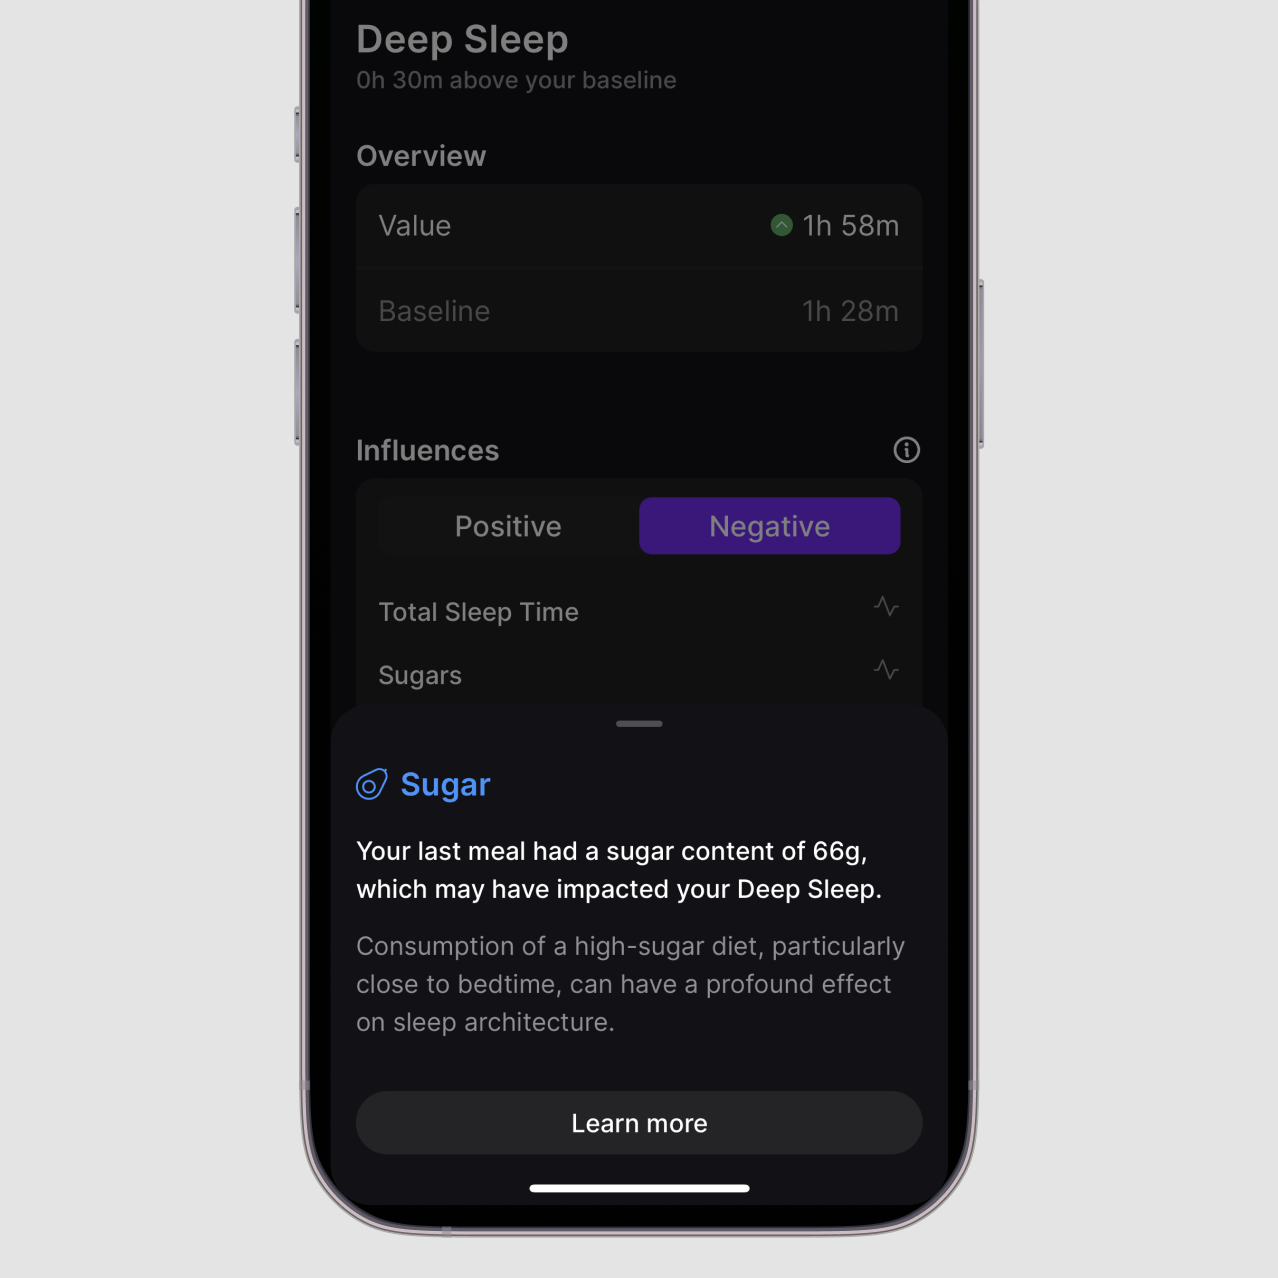 Deep Sleep
0h 30m above your baseline
Overview
Value 1h 58m
Baseline 1h 28m
Influences
Positive Negative
Total Sleep Time
Sugars
Sugar
Your last meal had a sugar content of 66g,
which may have impacted your Deep Sleep.
Consumption of a high-sugar diet, particularly
close to bedtime, can have a profound effect
on sleep architecture.
Learn more